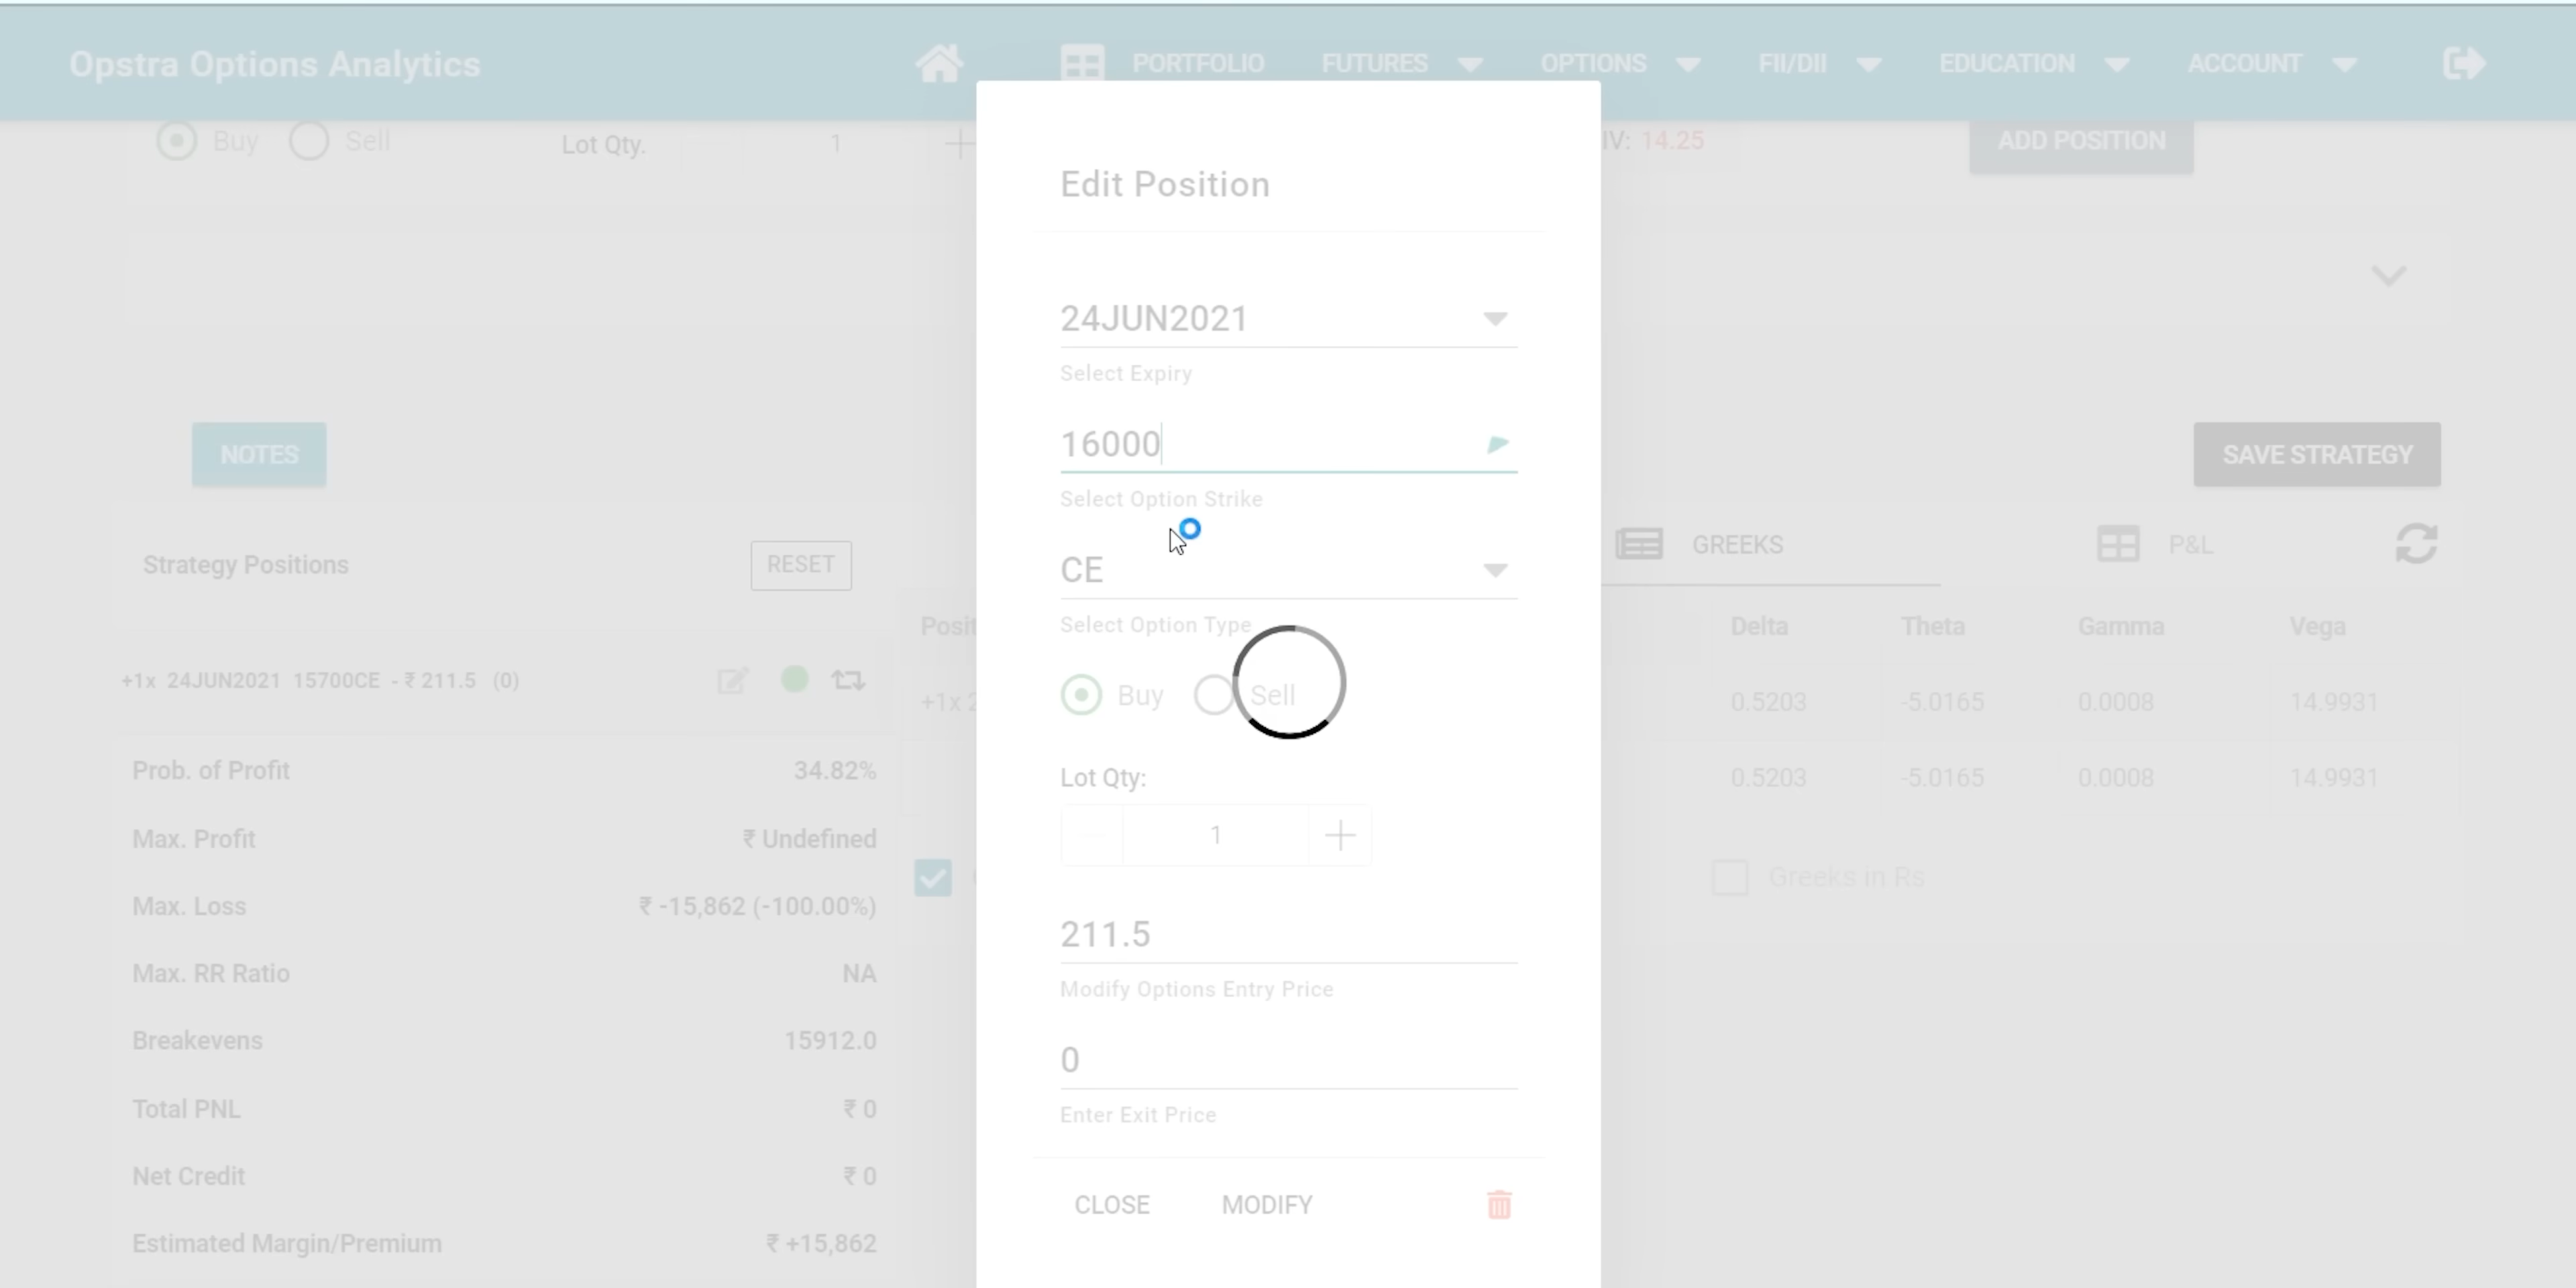 Opstra Options Analytics
PORTFOLIO FUTURES OPTIONS FII/DII EDUCATION ACCOUNT
Buy Sell Lot Qty. 1 IV: 14.25 ADD POSITION
Edit Position
24JUN2021
Select Expiry
16000
Select Option Strike
CE
Select Option Type
Buy Sell
Lot Qty:
1
211.5
Modify Options Entry Price
0
Enter Exit Price
CLOSE MODIFY
NOTES
SAVE STRATEGY
Strategy Positions RESET
+1x 24JUN2021 15700CE - ₹ 211.5 (0)
Prob. of Profit 34.82%
Max. Profit ₹ Undefined
Max. Loss ₹ -15,862 (-100.00%)
Max. RR Ratio NA
Breakevens 15912.0
Total PNL ₹ 0
Net Credit ₹ 0
Estimated Margin/Premium ₹ +15,862
GREEKS P&L
Delta Theta Gamma Vega
+1x 0.5203 -5.0165 0.0008 14.9931
0.5203 -5.0165 0.0008 14.9931
Greeks in Rs